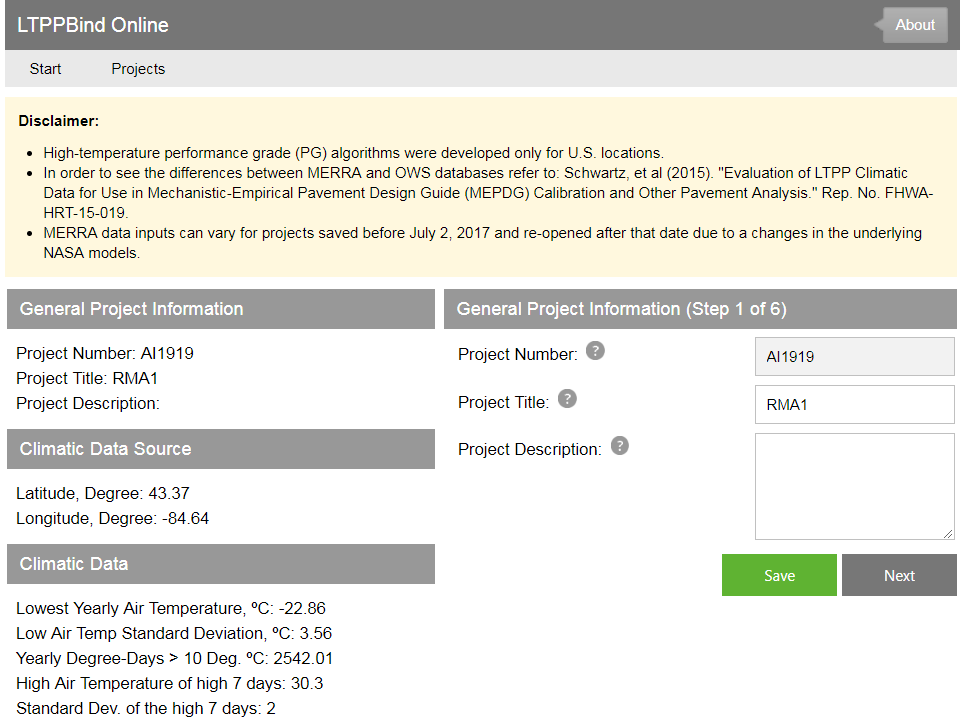 LTPPBind Online
About
Start
Projects
Disclaimer:
• High-temperature performance grade (PG) algorithms were developed only for U.S. locations.
• In order to see the differences between MERRA and OWS databases refer to: Schwartz, et al (2015). "Evaluation of LTPP Climatic
Data for Use in Mechanistic-Empirical Pavement Design Guide (MEPDG) Calibration and Other Pavement Analysis." Rep. No. FHWA-
HRT-15-019.
• MERRA data inputs can vary for projects saved before July 2, 2017 and re-opened after that date due to a changes in the underlying
NASA models.
General Project Information
Project Number: AI1919
Project Title: RMA1
Project Description:
Climatic Data Source
Latitude, Degree: 43.37
Longitude, Degree: -84.64
Climatic Data
Lowest Yearly Air Temperature, ºC: -22.86
Low Air Temp Standard Deviation, ºC: 3.56
Yearly Degree-Days > 10 Deg. ºC: 2542.01
High Air Temperature of high 7 days: 30.3
Standard Dev. of the high 7 days: 2
General Project Information (Step 1 of 6)
Project Number: ? AI1919
Project Title: ? RMA1
Project Description: ?
Save
Next